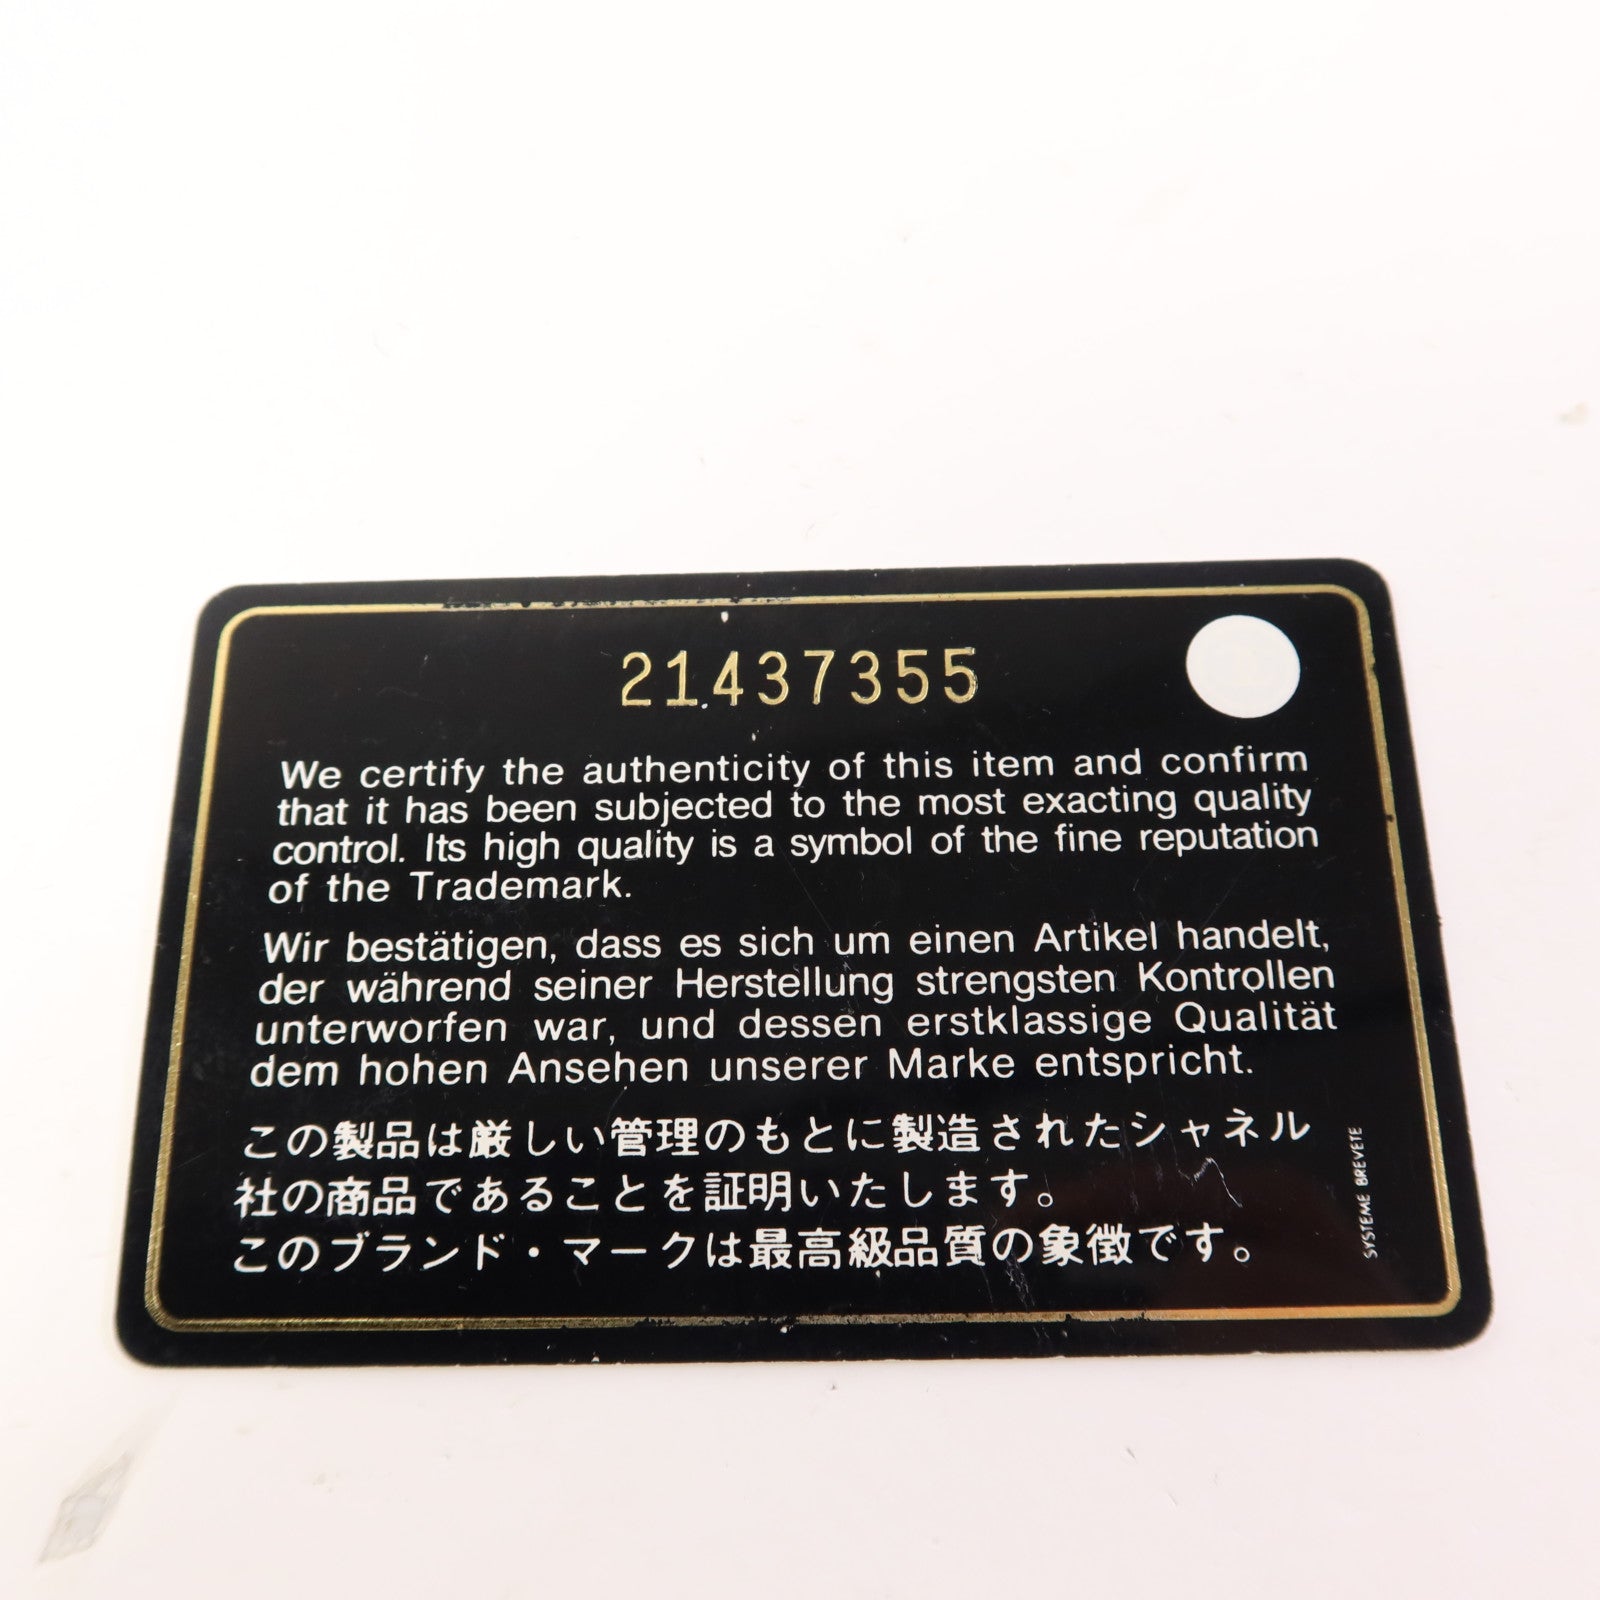 21437355
We certify the authenticity of this item and confirm
that it has been subjected to the most exacting quality
control. Its high quality is a symbol of the fine reputation
of the Trademark.
Wir bestätigen, dass es sich um einen Artikel handelt,
der während seiner Herstellung strengsten Kontrollen
unterworfen war, und dessen erstklassige Qualität
dem hohen Ansehen unserer Marke entspricht.
この製品は厳しい管理のもとに製造されたシャネル
社の商品であることを証明いたします。
このブランド・マークは最高級品質の象徴です。
SYSTEME BREVETE